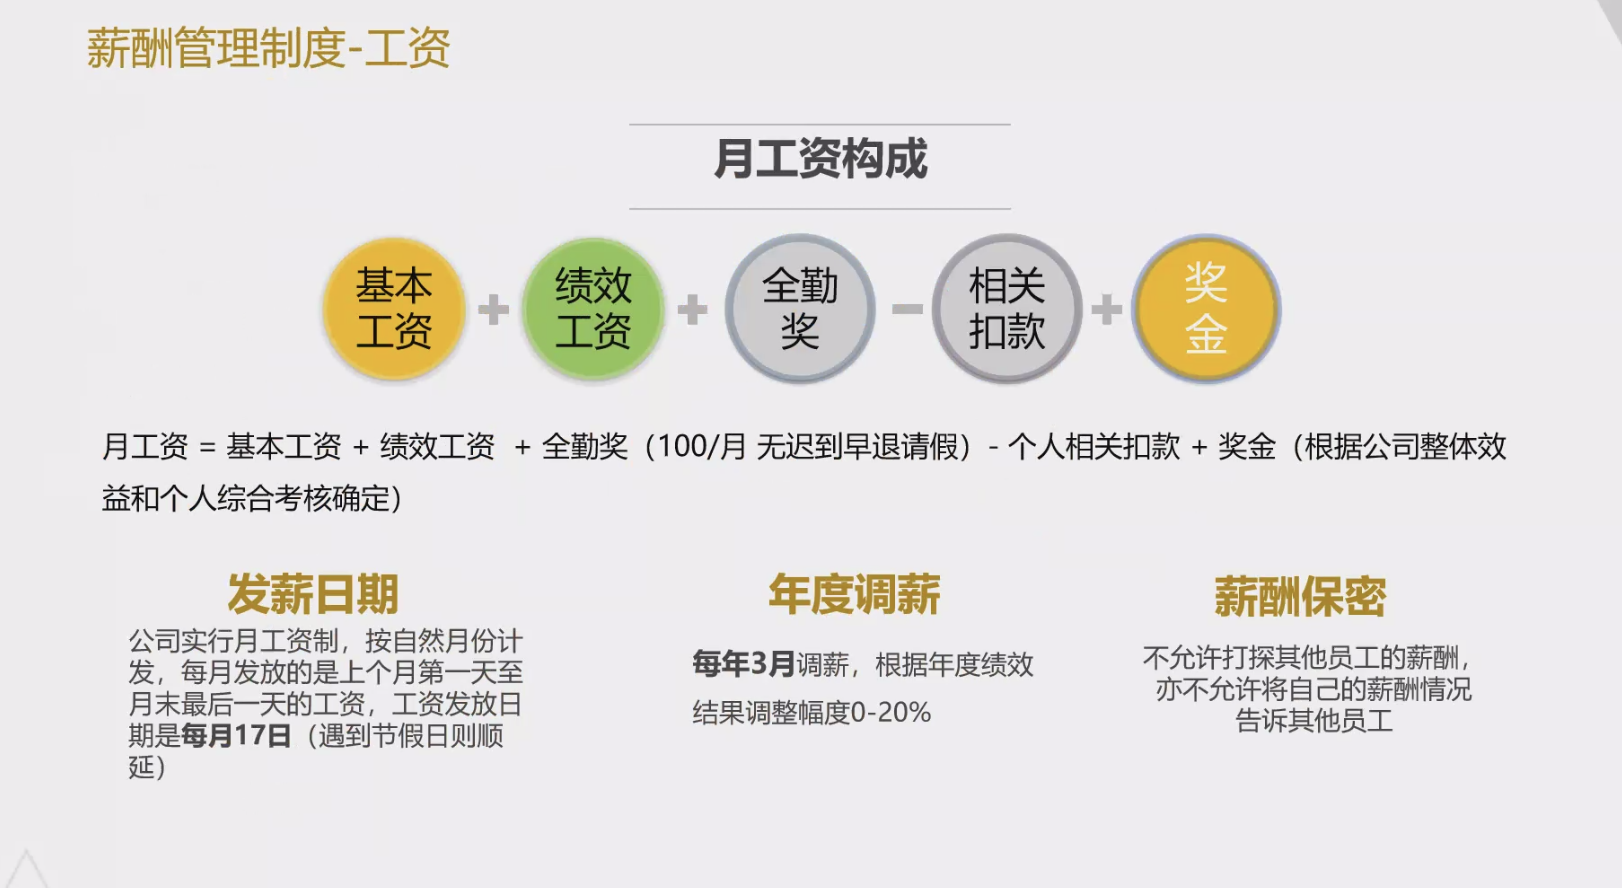 薪酬管理制度-工资
月工资构成
基本
工资
+
绩效
工资
+
全勤
奖
-
相关
扣款
+
奖
金
月工资 = 基本工资 + 绩效工资 + 全勤奖（100/月 无迟到早退请假）- 个人相关扣款 + 奖金（根据公司整体效
益和个人综合考核确定）
发薪日期
公司实行月工资制，按自然月份计
发，每月发放的是上个月第一天至
月末最后一天的工资，工资发放日
期是每月17日（遇到节假日则顺
延）
年度调薪
每年3月调薪，根据年度绩效
结果调整幅度0-20%
薪酬保密
不允许打探其他员工的薪酬，
亦不允许将自己的薪酬情况
告诉其他员工